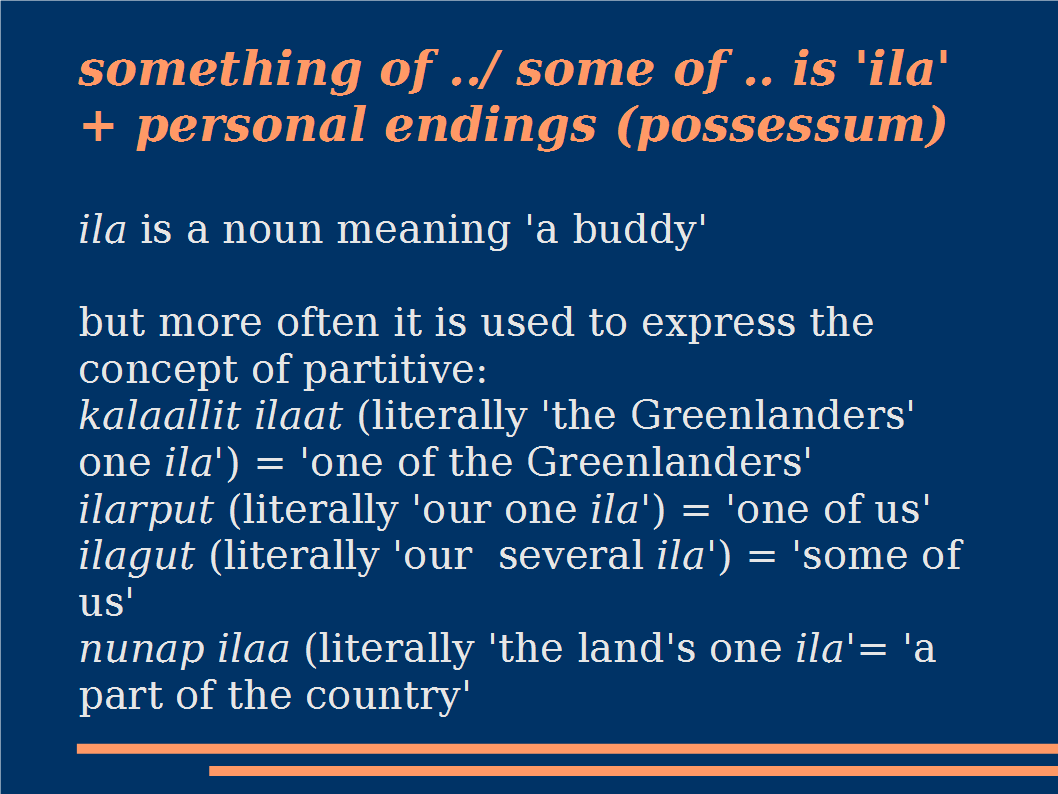 something of ../ some of .. is 'ila'
+ personal endings (possessum)
ila is a noun meaning 'a buddy'
but more often it is used to express the
concept of partitive:
kalaallit ilaat (literally 'the Greenlanders'
one ila') = 'one of the Greenlanders'
ilarput (literally 'our one ila') = 'one of us'
ilagut (literally 'our  several ila') = 'some of
us'
nunap ilaa (literally 'the land's one ila'= 'a
part of the country'